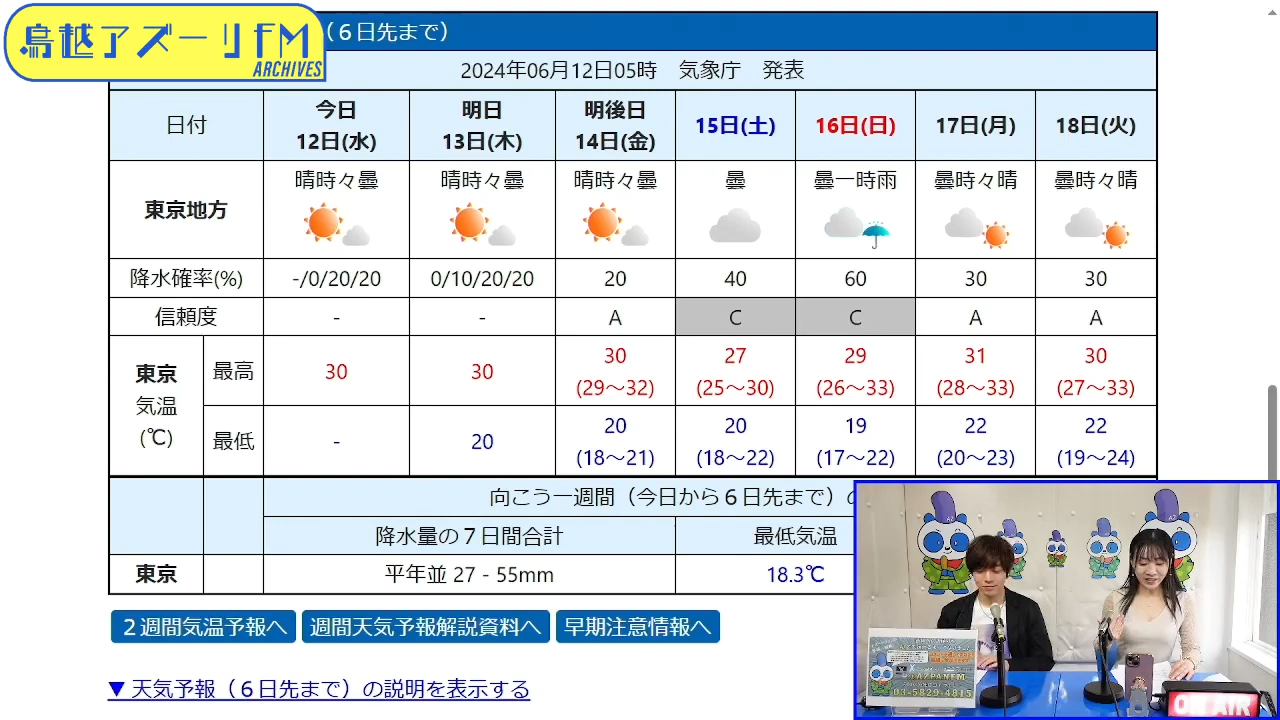 鳥越アズーリFM
ARCHIVES
（６日先まで）
2024年06月12日05時　気象庁　発表
日付
今日
12日(水)
明日
13日(木)
明後日
14日(金)
15日(土)
16日(日)
17日(月)
18日(火)
東京地方
晴時々曇
晴時々曇
晴時々曇
曇
曇一時雨
曇時々晴
曇時々晴
降水確率(%)
-/0/20/20
0/10/20/20
20
40
60
30
30
信頼度
-
-
A
C
C
A
A
東京
気温
(℃)
最高
30
30
30
(29～32)
27
(25～30)
29
(26～33)
31
(28～33)
30
(27～33)
最低
-
20
20
(18～21)
20
(18～22)
19
(17～22)
22
(20～23)
22
(19～24)
向こう一週間（今日から６日先まで）
降水量の７日間合計
最低気温
東京
平年並 27 - 55mm
18.3℃
２週間気温予報へ
週間天気予報解説資料へ
早期注意情報へ
▼ 天気予報（６日先まで）の説明を表示する
@AZPANFM
03-5829-4815
ON AIR